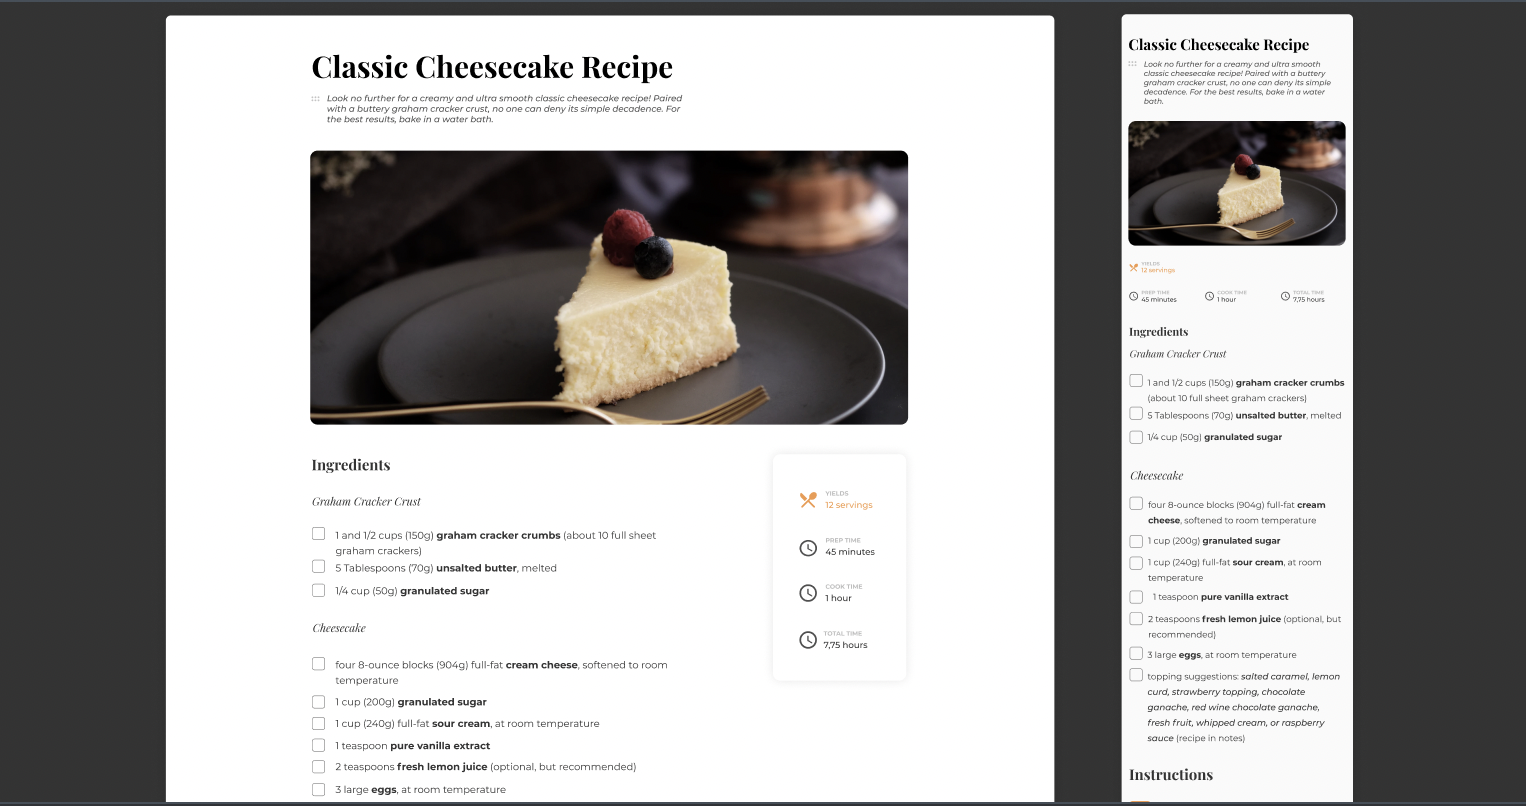 Classic Cheesecake Recipe
Look no further for a creamy and ultra smooth classic cheesecake recipe! Paired
with a buttery graham cracker crust, no one can deny its simple decadence. For
the best results, bake in a water bath.
Ingredients
Graham Cracker Crust
1 and 1/2 cups (150g) graham cracker crumbs (about 10 full sheet
graham crackers)
5 Tablespoons (70g) unsalted butter, melted
1/4 cup (50g) granulated sugar
Cheesecake
four 8-ounce blocks (904g) full-fat cream cheese, softened to room
temperature
1 cup (200g) granulated sugar
1 cup (240g) full-fat sour cream, at room temperature
1 teaspoon pure vanilla extract
2 teaspoons fresh lemon juice (optional, but recommended)
3 large eggs, at room temperature
YIELDS
12 servings
PREP TIME
45 minutes
COOK TIME
1 hour
TOTAL TIME
7,75 hours
Classic Cheesecake Recipe
Look no further for a creamy and ultra smooth
classic cheesecake recipe! Paired with a buttery
graham cracker crust, no one can deny its simple
decadence. For the best results, bake in a water
bath.
YIELDS
12 servings
PREP TIME
45 minutes
COOK TIME
1 hour
TOTAL TIME
7,75 hours
Ingredients
Graham Cracker Crust
1 and 1/2 cups (150g) graham cracker crumbs
(about 10 full sheet graham crackers)
5 Tablespoons (70g) unsalted butter, melted
1/4 cup (50g) granulated sugar
Cheesecake
four 8-ounce blocks (904g) full-fat cream
cheese, softened to room temperature
1 cup (200g) granulated sugar
1 cup (240g) full-fat sour cream, at room
temperature
1 teaspoon pure vanilla extract
2 teaspoons fresh lemon juice (optional, but
recommended)
3 large eggs, at room temperature
topping suggestions: salted caramel, lemon
curd, strawberry topping, chocolate
ganache, red wine chocolate ganache,
fresh fruit, whipped cream, or raspberry
sauce (recipe in notes)
Instructions